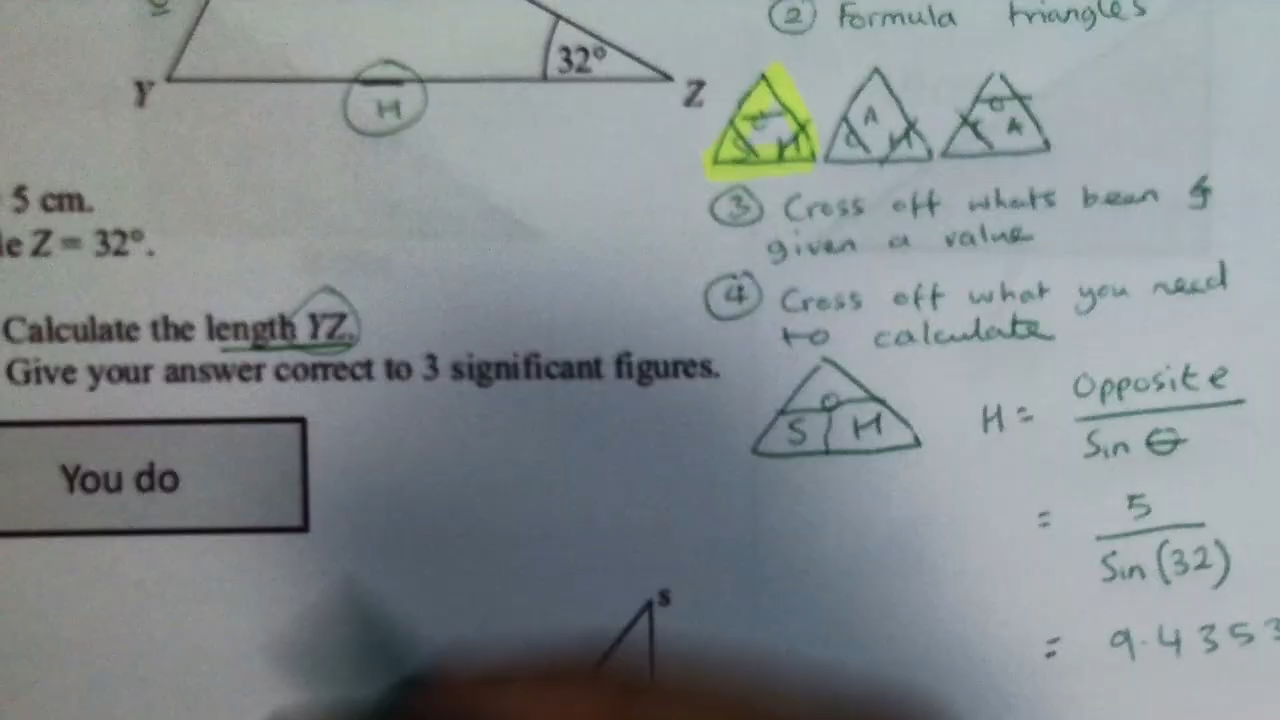 ② Formula triangles
32°
Y
H
Z
O
S H
A
C H
O
A
5 cm.
le Z = 32°.
③ Cross off whats been
given a value
④ Cross off what you need
to calculate
Calculate the length YZ.
Give your answer correct to 3 significant figures.
O
S H
H = Opposite
Sin θ
= 5
Sin (32)
= 9.4353
You do
S